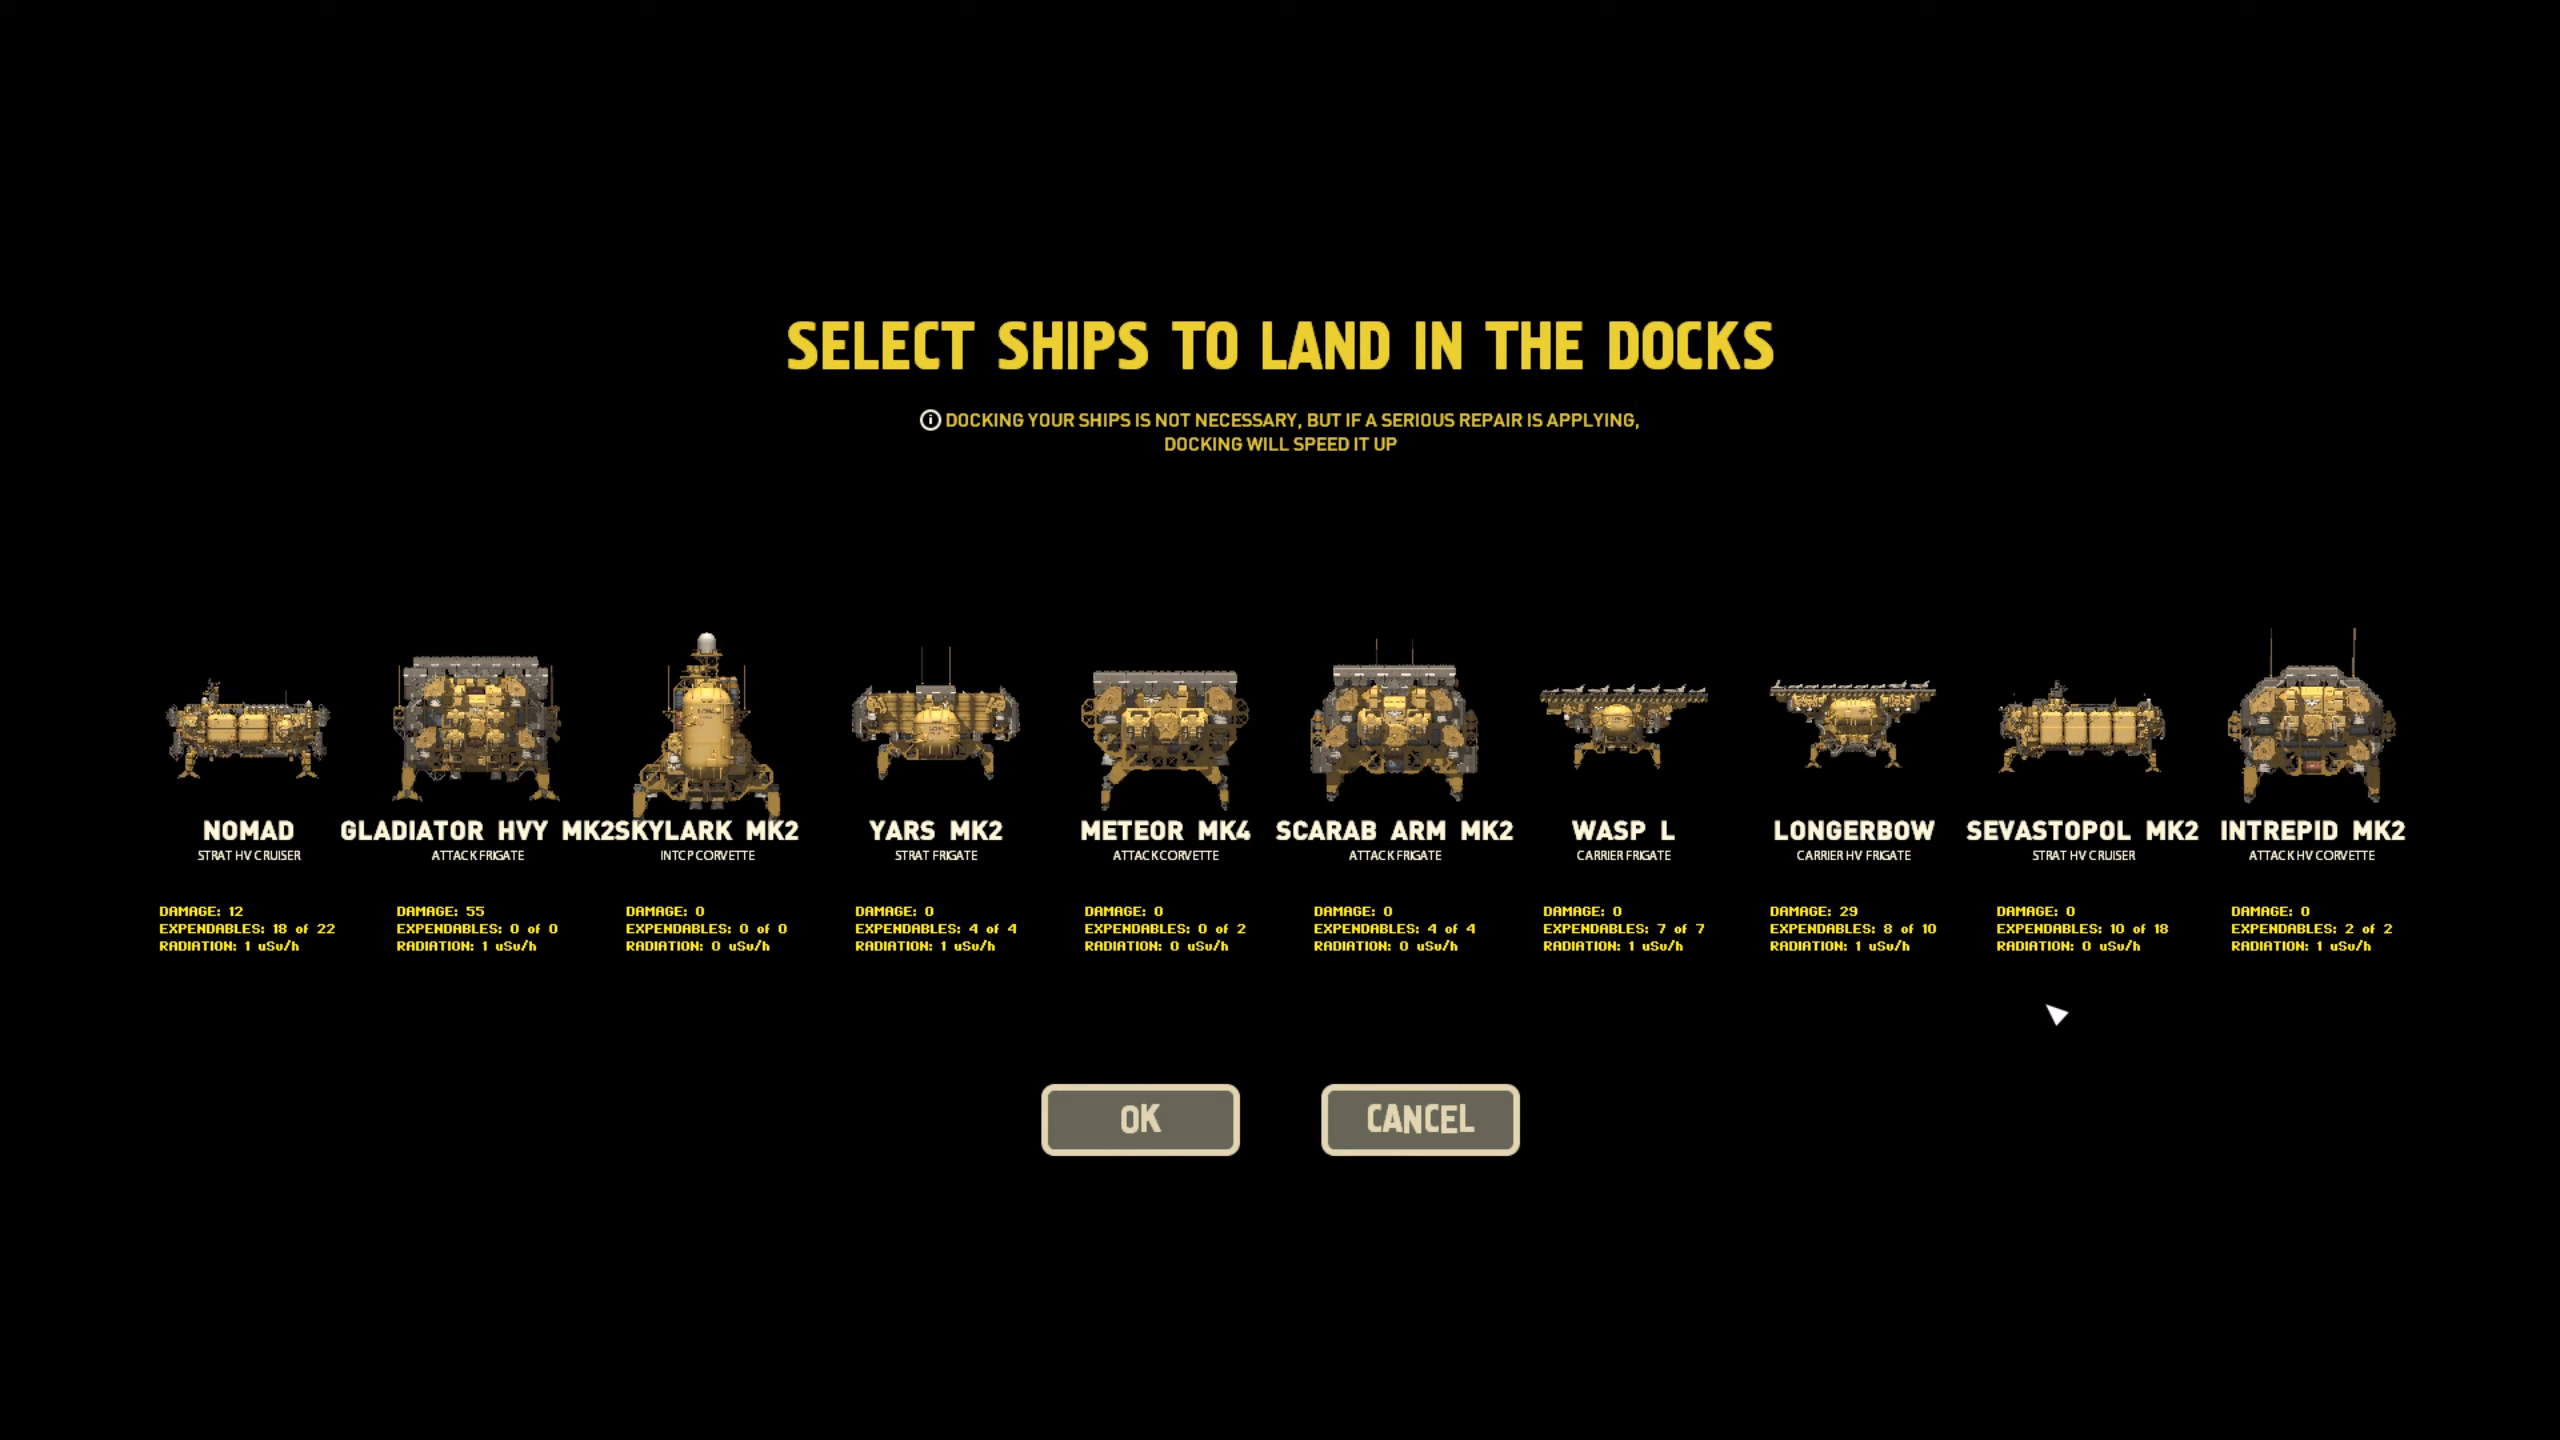 SELECT SHIPS TO LAND IN THE DOCKS
DOCKING YOUR SHIPS IS NOT NECESSARY, BUT IF A SERIOUS REPAIR IS APPLYING,
DOCKING WILL SPEED IT UP
NOMAD
STRAT HV CRUISER
DAMAGE: 12
EXPENDABLES: 18 of 22
RADIATION: 1 uSv/h
GLADIATOR HVY MK2
ATTACK FRIGATE
DAMAGE: 55
EXPENDABLES: 0 of 0
RADIATION: 1 uSv/h
SKYLARK MK2
INTCP CORVETTE
DAMAGE: 0
EXPENDABLES: 0 of 0
RADIATION: 0 uSv/h
YARS MK2
STRAT FRIGATE
DAMAGE: 0
EXPENDABLES: 4 of 4
RADIATION: 1 uSv/h
METEOR MK4
ATTACK CORVETTE
DAMAGE: 0
EXPENDABLES: 0 of 2
RADIATION: 0 uSv/h
SCARAB ARM MK2
ATTACK FRIGATE
DAMAGE: 0
EXPENDABLES: 4 of 4
RADIATION: 0 uSv/h
WASP L
CARRIER FRIGATE
DAMAGE: 0
EXPENDABLES: 7 of 7
RADIATION: 1 uSv/h
LONGERBOW
CARRIER HV FRIGATE
DAMAGE: 29
EXPENDABLES: 8 of 10
RADIATION: 1 uSv/h
SEVASTOPOL MK2
STRAT HV CRUISER
DAMAGE: 0
EXPENDABLES: 10 of 18
RADIATION: 0 uSv/h
INTREPID MK2
ATTACK HV CORVETTE
DAMAGE: 0
EXPENDABLES: 2 of 2
RADIATION: 1 uSv/h
OK
CANCEL